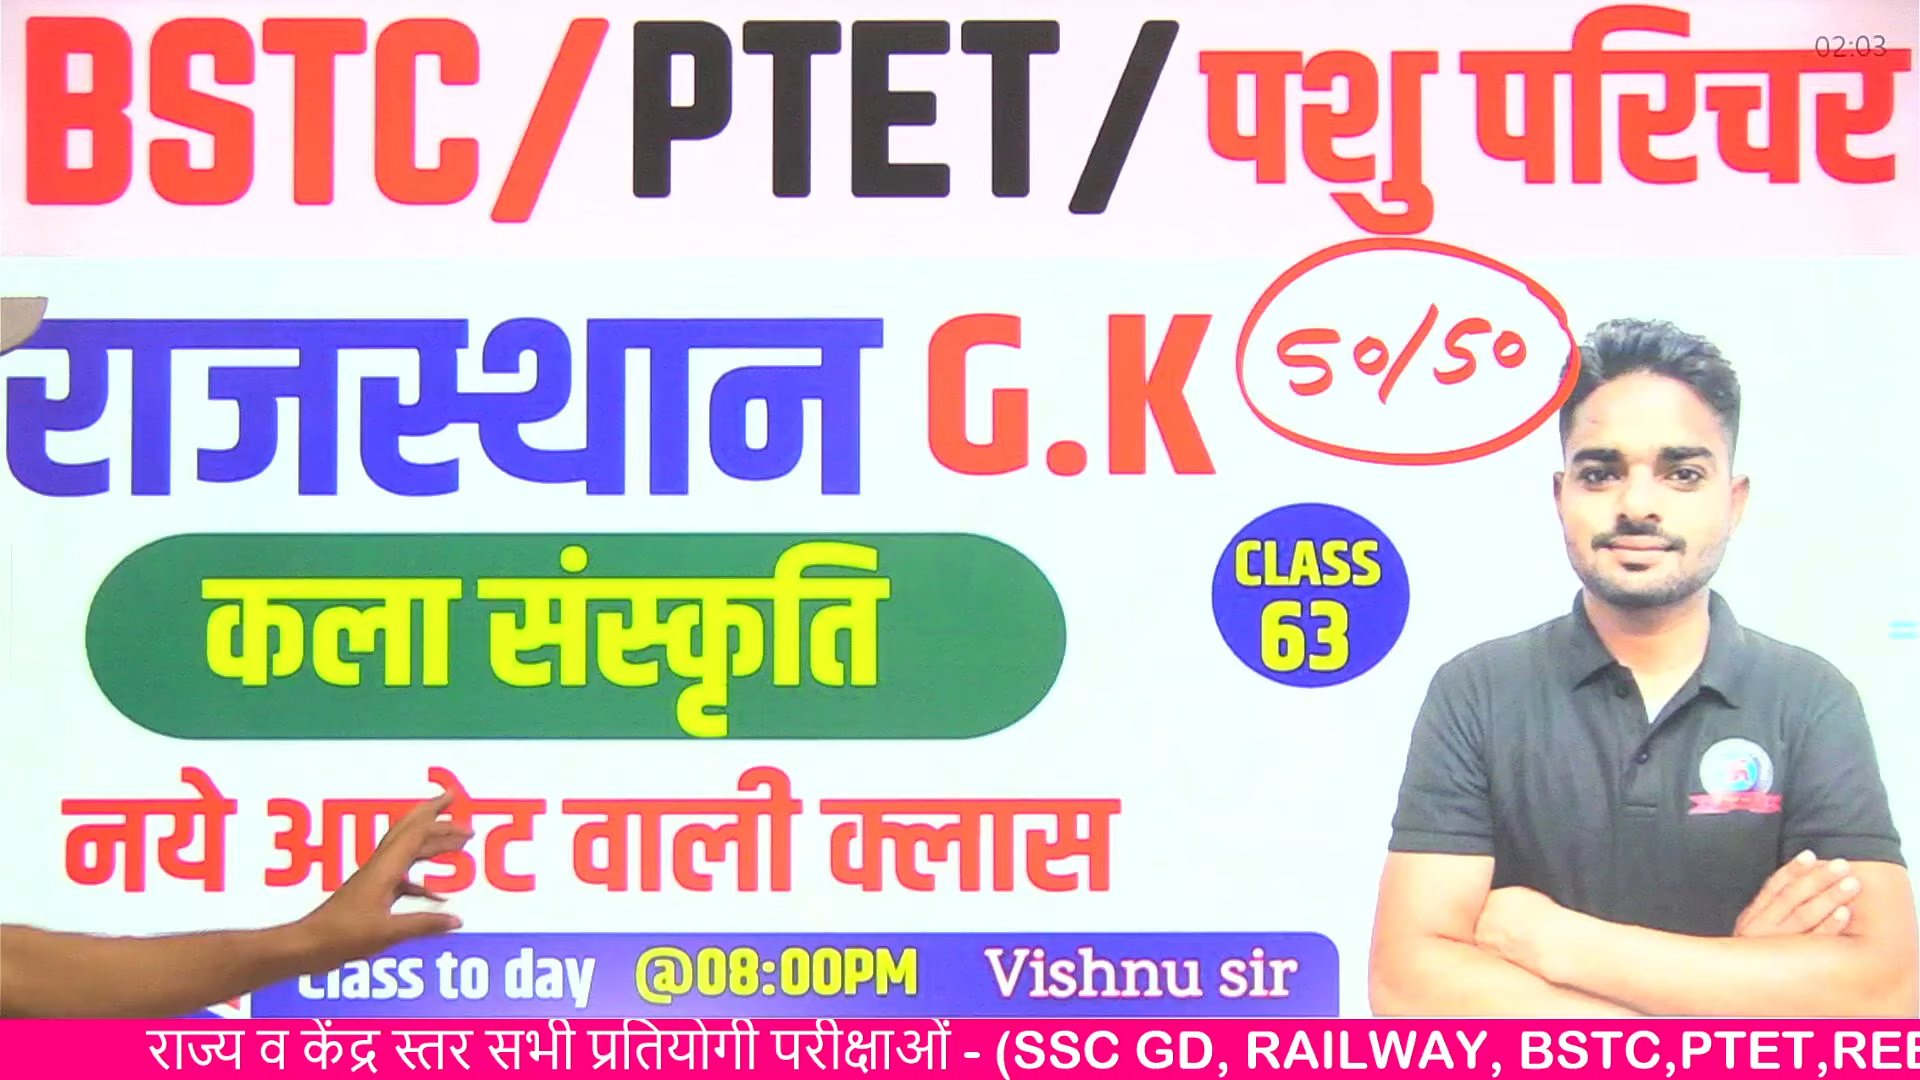 BSTC/PTET/पशु परिचर
02:03
राजस्थान G.K 50/50
कला संस्कृति
CLASS
63
नये अपडेट वाली क्लास
Class to day @08:00PM Vishnu sir
राज्य व केंद्र स्तर सभी प्रतियोगी परीक्षाओं - (SSC GD, RAILWAY, BSTC,PTET,REE